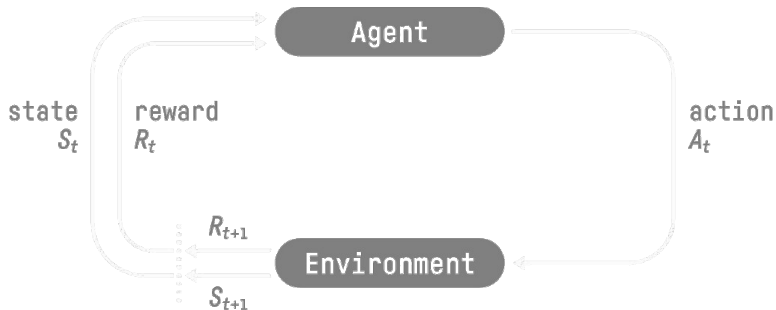 Agent
state
Sₜ
reward
Rₜ
action
Aₜ
Rₜ₊₁
Environment
Sₜ₊₁